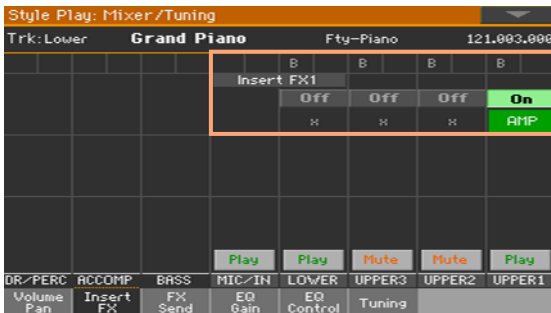 Style Play: Mixer/Tuning
Trk:Lower Grand Piano Fty-Piano 121.003.000
B B B B
Insert FX1
Off Off Off On
x x x AMP
Play Play Mute Mute Play
DR/PERC ACCOMP BASS MIC/IN LOWER UPPER3 UPPER2 UPPER1
Volume Pan Insert FX FX Send EQ Gain EQ Control Tuning